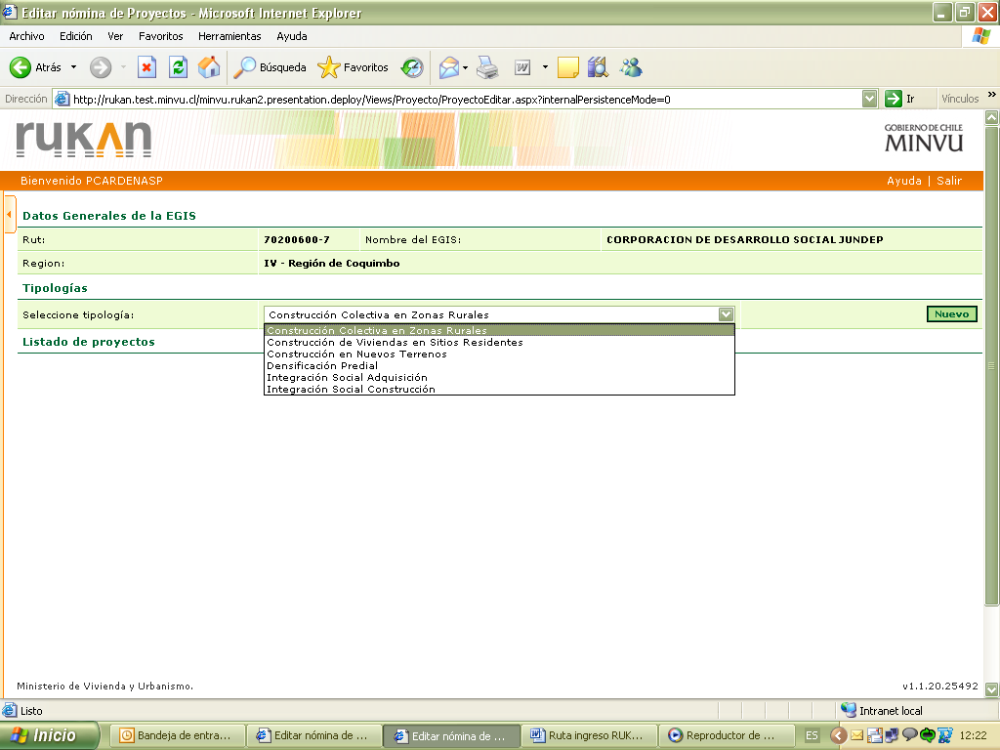 Editar nómina de Proyectos - Microsoft Internet Explorer
Archivo Edición Ver Favoritos Herramientas Ayuda
Atrás Búsqueda Favoritos
Dirección http://rukan.test.minvu.cl/minvu.rukan2.presentation.deploy/Views/Proyecto/ProyectoEditar.aspx?internalPersistenceMode=0 Ir Vínculos »
rukan GOBIERNO DE CHILE
MINVU
Bienvenido PCARDENASP Ayuda | Salir
Datos Generales de la EGIS
Rut: 70200600-7 Nombre del EGIS: CORPORACION DE DESARROLLO SOCIAL JUNDEP
Region: IV - Región de Coquimbo
Tipologías
Seleccione tipología: Construcción Colectiva en Zonas Rurales Nuevo
Construcción Colectiva en Zonas Rurales
Listado de proyectos Construcción de Viviendas en Sitios Residentes
Construcción en Nuevos Terrenos
Densificación Predial
Integración Social Adquisición
Integración Social Construcción
Ministerio de Vivienda y Urbanismo. v1.1.20.25492
Listo Intranet local
Inicio Bandeja de entra... Editar nómina de ... Editar nómina de ... Ruta ingreso RUK... Reproductor de ... ES 12:22